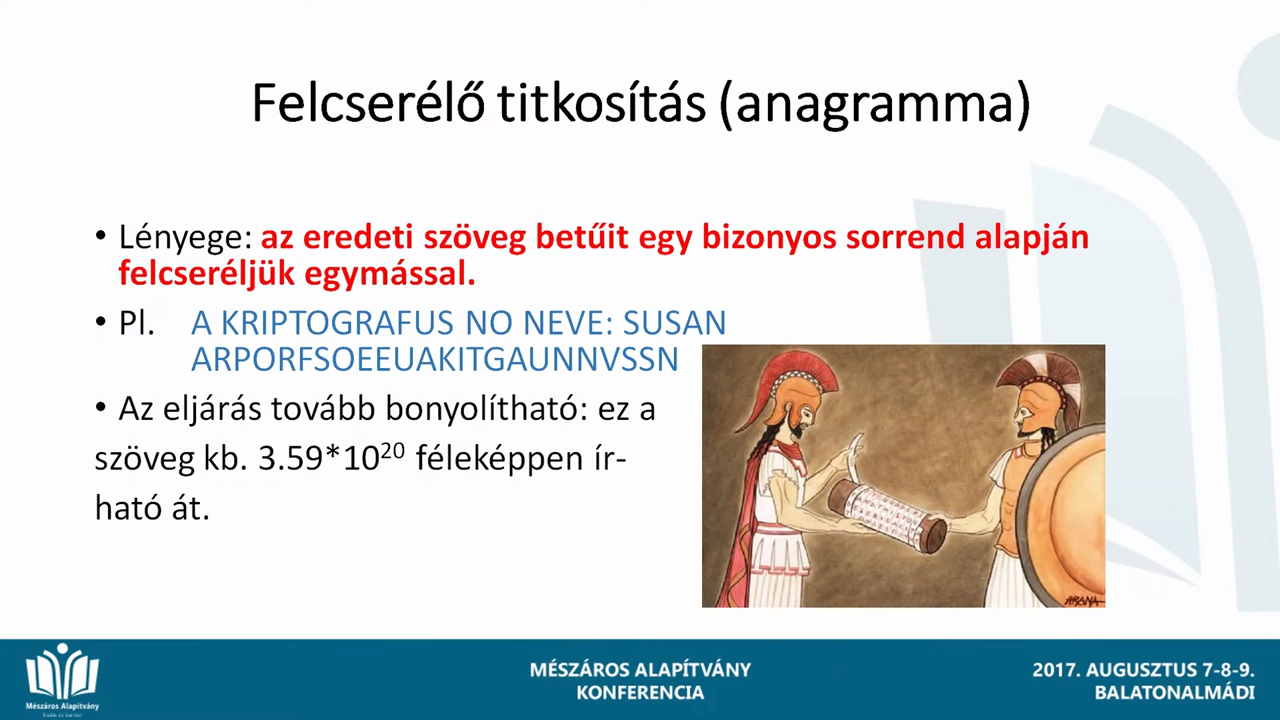 Felcserélő titkosítás (anagramma)
• Lényege: az eredeti szöveg betűit egy bizonyos sorrend alapján
felcseréljük egymással.
• Pl. A KRIPTOGRAFUS NO NEVE: SUSAN
ARPORFSOEEUAKITGAUNNVSSN
• Az eljárás tovább bonyolítható: ez a
szöveg kb. 3.59*10²⁰ féleképpen ír-
ható át.
ARANA
Mészáros Alapítvány
MÉSZÁROS ALAPÍTVÁNY
KONFERENCIA
2017. AUGUSZTUS 7-8-9.
BALATONALMÁDI